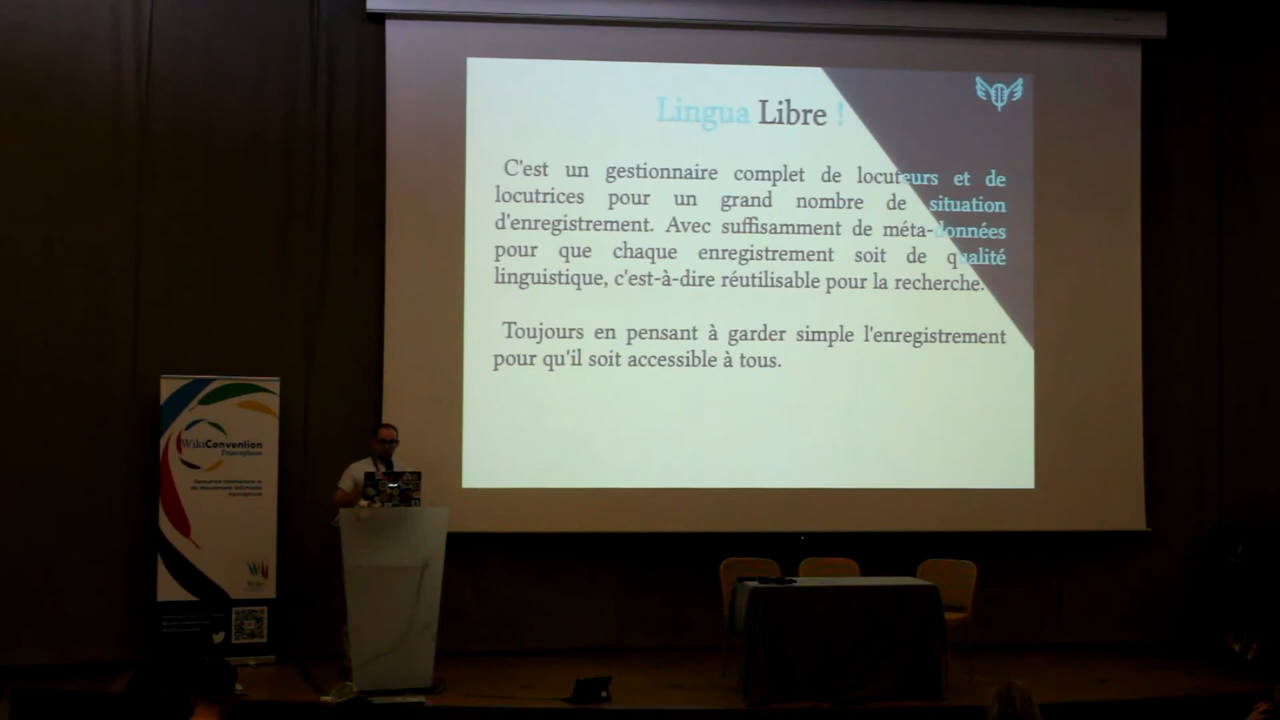 Lingua Libre !
C'est un gestionnaire complet de locuteurs et de
locutrices pour un grand nombre de situation
d'enregistrement. Avec suffisamment de méta-données
pour que chaque enregistrement soit de qualité
linguistique, c'est-à-dire réutilisable pour la recherche.
Toujours en pensant à garder simple l'enregistrement
pour qu'il soit accessible à tous.
WikiConvention
Francophone